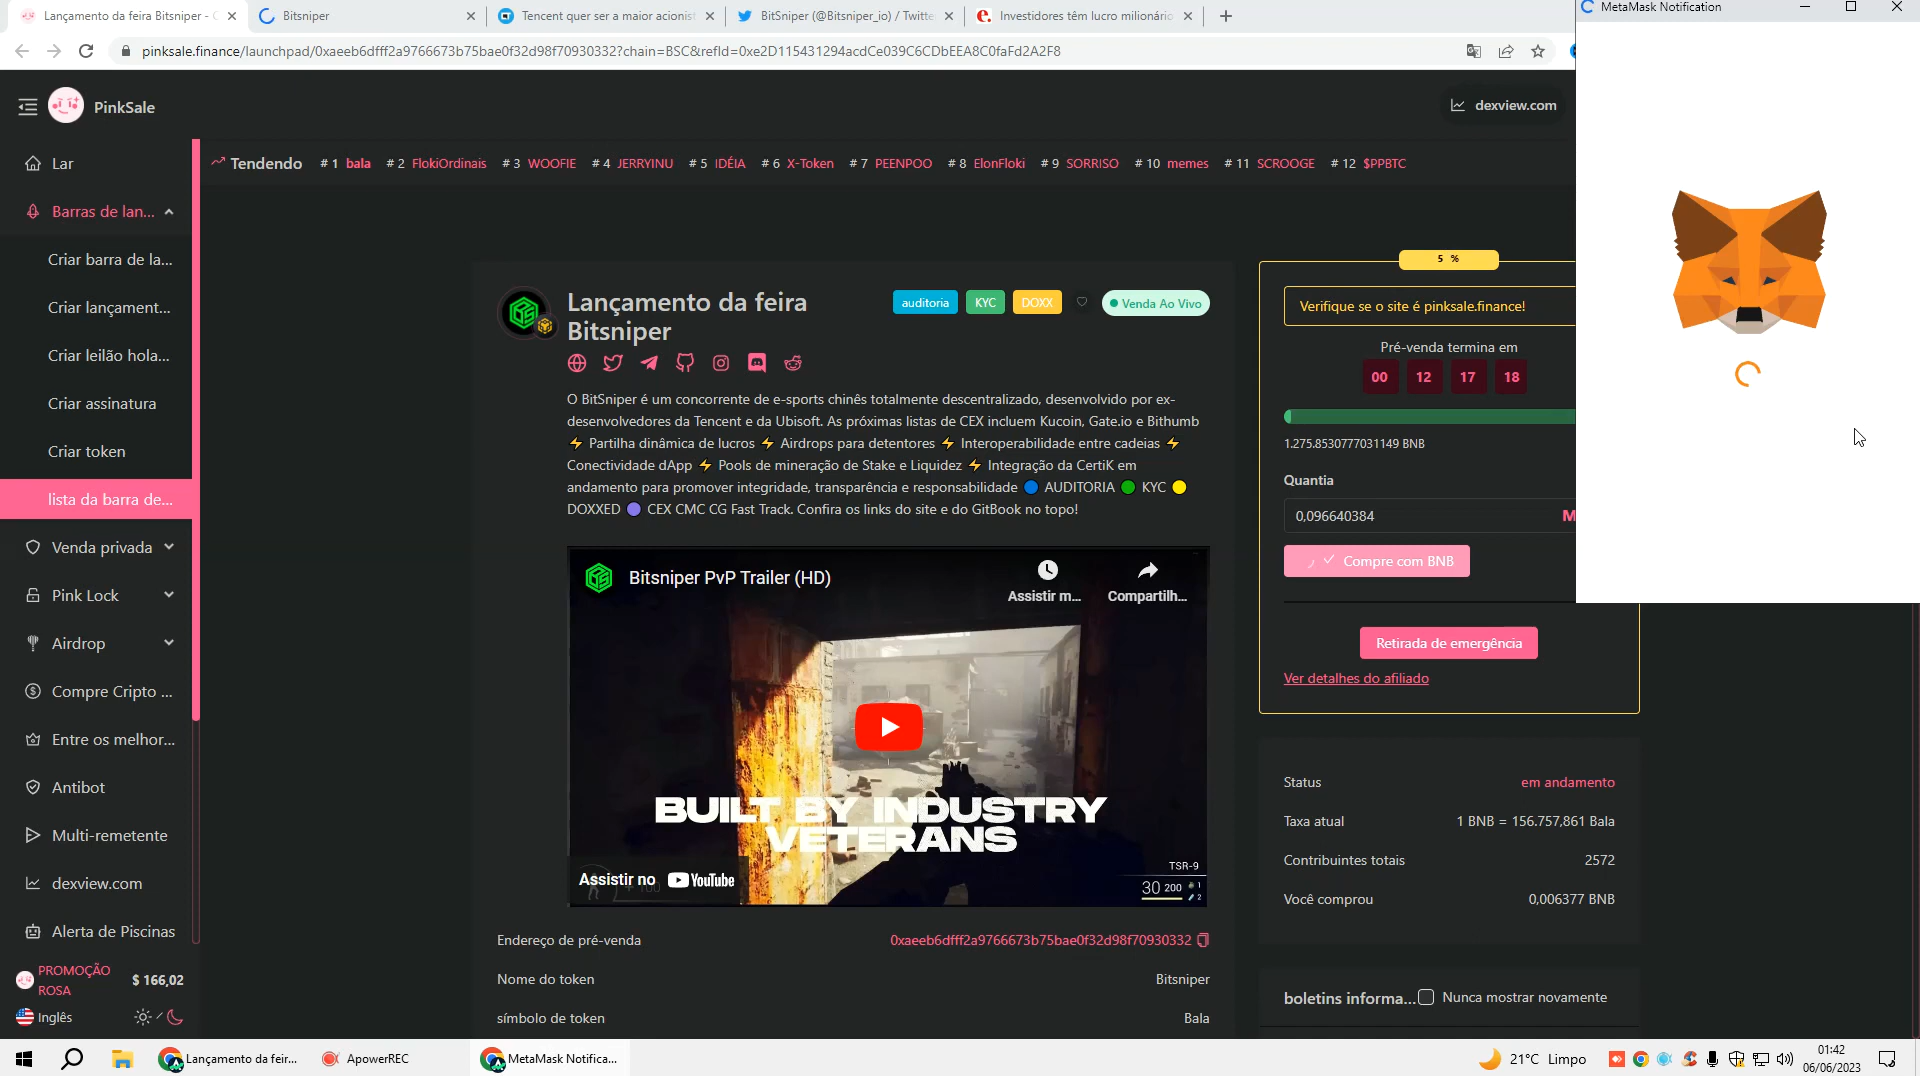 Lançamento da feira Bitsniper - C
Bitsniper
Tencent quer ser a maior acionist
BitSniper (@Bitsniper_io) / Twitte
Investidores têm lucro milionário
MetaMask Notification
pinksale.finance/launchpad/0xaeeb6dfff2a9766673b75bae0f32d98f70930332?chain=BSC&refId=0xe2D115431294acdCe039C6CDbEEA8C0faFd2A2F8
PinkSale
dexview.com
Tendendo
# 1 bala
# 2 FlokiOrdinais
# 3 WOOFIE
# 4 JERRYINU
# 5 IDÉIA
# 6 X-Token
# 7 PEENPOO
# 8 ElonFloki
# 9 SORRISO
# 10 memes
# 11 SCROOGE
# 12 $PPBTC
Lar
Barras de lan...
Criar barra de la...
Criar lançament...
Criar leilão hola...
Criar assinatura
Criar token
lista da barra de...
Venda privada
Pink Lock
Airdrop
Compre Cripto ...
Entre os melhor...
Antibot
Multi-remetente
dexview.com
Alerta de Piscinas
PROMOÇÃO
ROSA
$ 166,02
Inglês
Lançamento da feira
Bitsniper
auditoria
KYC
DOXX
Venda Ao Vivo
O BitSniper é um concorrente de e-sports chinês totalmente descentralizado, desenvolvido por ex-
desenvolvedores da Tencent e da Ubisoft. As próximas listas de CEX incluem Kucoin, Gate.io e Bithumb
⚡ Partilha dinâmica de lucros ⚡ Airdrops para detentores ⚡ Interoperabilidade entre cadeias ⚡
Conectividade dApp ⚡ Pools de mineração de Stake e Liquidez ⚡ Integração da CertiK em
andamento para promover integridade, transparência e responsabilidade 🔵 AUDITORIA 🟢 KYC 🟡
DOXXED 🟣 CEX CMC CG Fast Track. Confira os links do site e do GitBook no topo!
Bitsniper PvP Trailer (HD)
Assistir m...
Compartilh...
BUILT BY INDUSTRY
VETERANS
Assistir no YouTube
TSR-9
30 200
Endereço de pré-venda
0xaeeb6dfff2a9766673b75bae0f32d98f70930332
Nome do token
Bitsniper
símbolo de token
Bala
5 %
Verifique se o site é pinksale.finance!
Pré-venda termina em
00 12 17 18
1.275.8530777031149 BNB
Quantia
0,096640384
M
Compre com BNB
Retirada de emergência
Ver detalhes do afiliado
Status
em andamento
Taxa atual
1 BNB = 156.757,861 Bala
Contribuintes totais
2572
Você comprou
0,006377 BNB
boletins informa...
Nunca mostrar novamente
Lançamento da feir...
ApowerREC
MetaMask Notifica...
21°C Limpo
01:42
06/06/2023